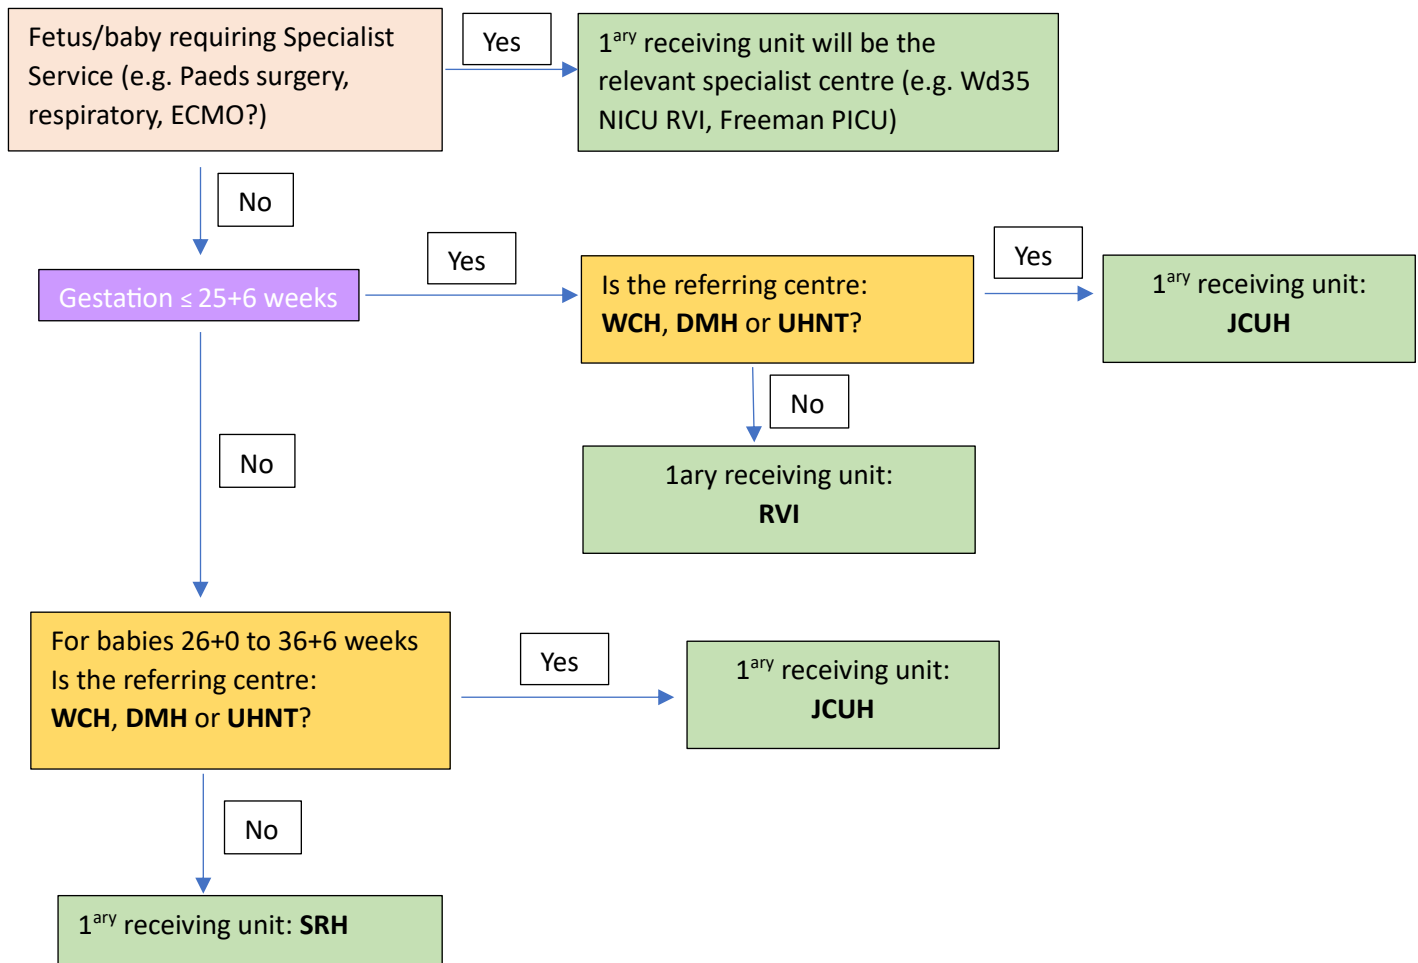 Fetus/baby requiring Specialist
Service (e.g. Paeds surgery,
respiratory, ECMO?)
Yes
1ary receiving unit will be the
relevant specialist centre (e.g. Wd35
NICU RVI, Freeman PICU)
No
Gestation ≤ 25+6 weeks
Yes
Is the referring centre:
WCH, DMH or UHNT?
Yes
1ary receiving unit:
JCUH
No
1ary receiving unit:
RVI
No
For babies 26+0 to 36+6 weeks
Is the referring centre:
WCH, DMH or UHNT?
Yes
1ary receiving unit:
JCUH
No
1ary receiving unit: SRH